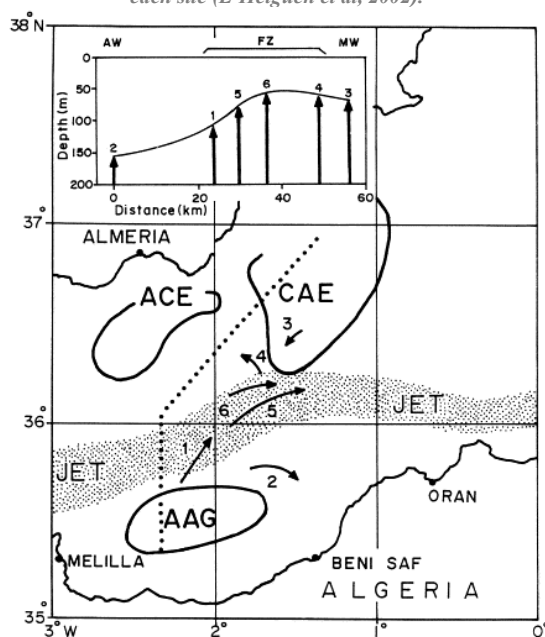 each site (L'Helguen et al, 2002).
38°N
AW FZ MW
0
50
100
150
200
Depth(m)
2 1 5 6 4 3
0 20 40 60
Distance(km)
37°
ALMERIA
ACE
CAE
3
4
36°
6
5
JET
JET
1
2
AAG
ORAN
MELILLA
BENI SAF
ALGERIA
35°
3°W 2° 1° 0°